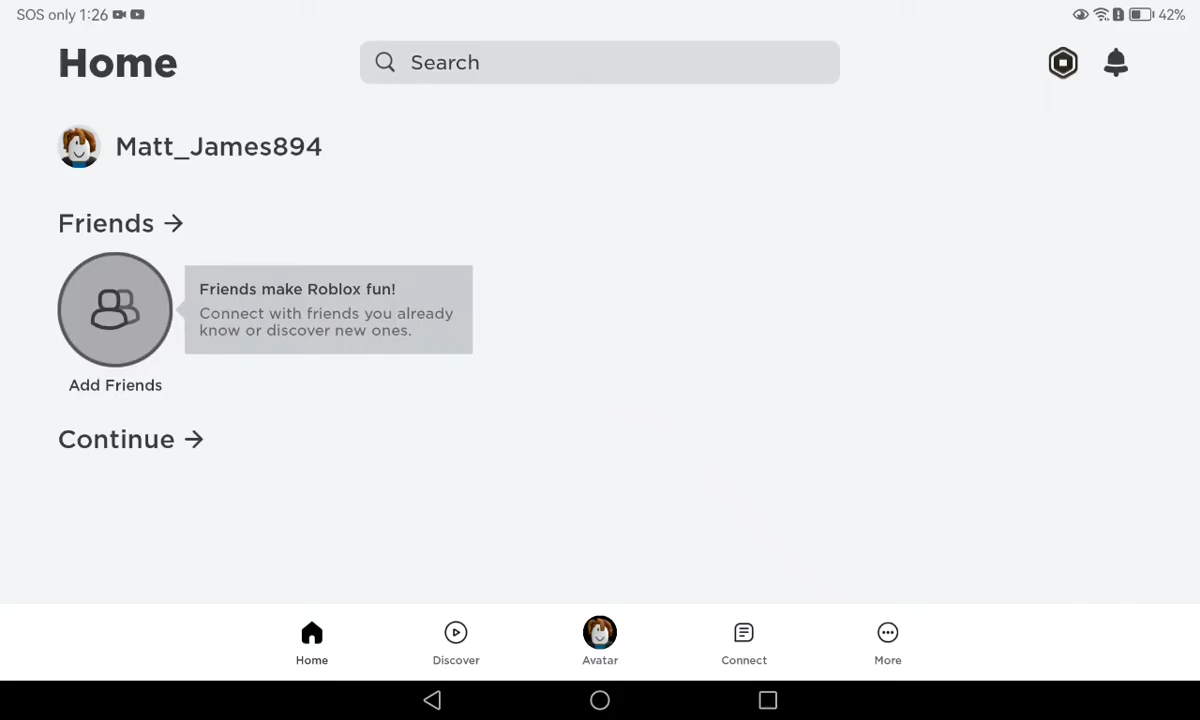 SOS only 1:26
42%
Home
Search
Matt_James894
Friends →
Friends make Roblox fun!
Connect with friends you already
know or discover new ones.
Add Friends
Continue →
Home
Discover
Avatar
Connect
More